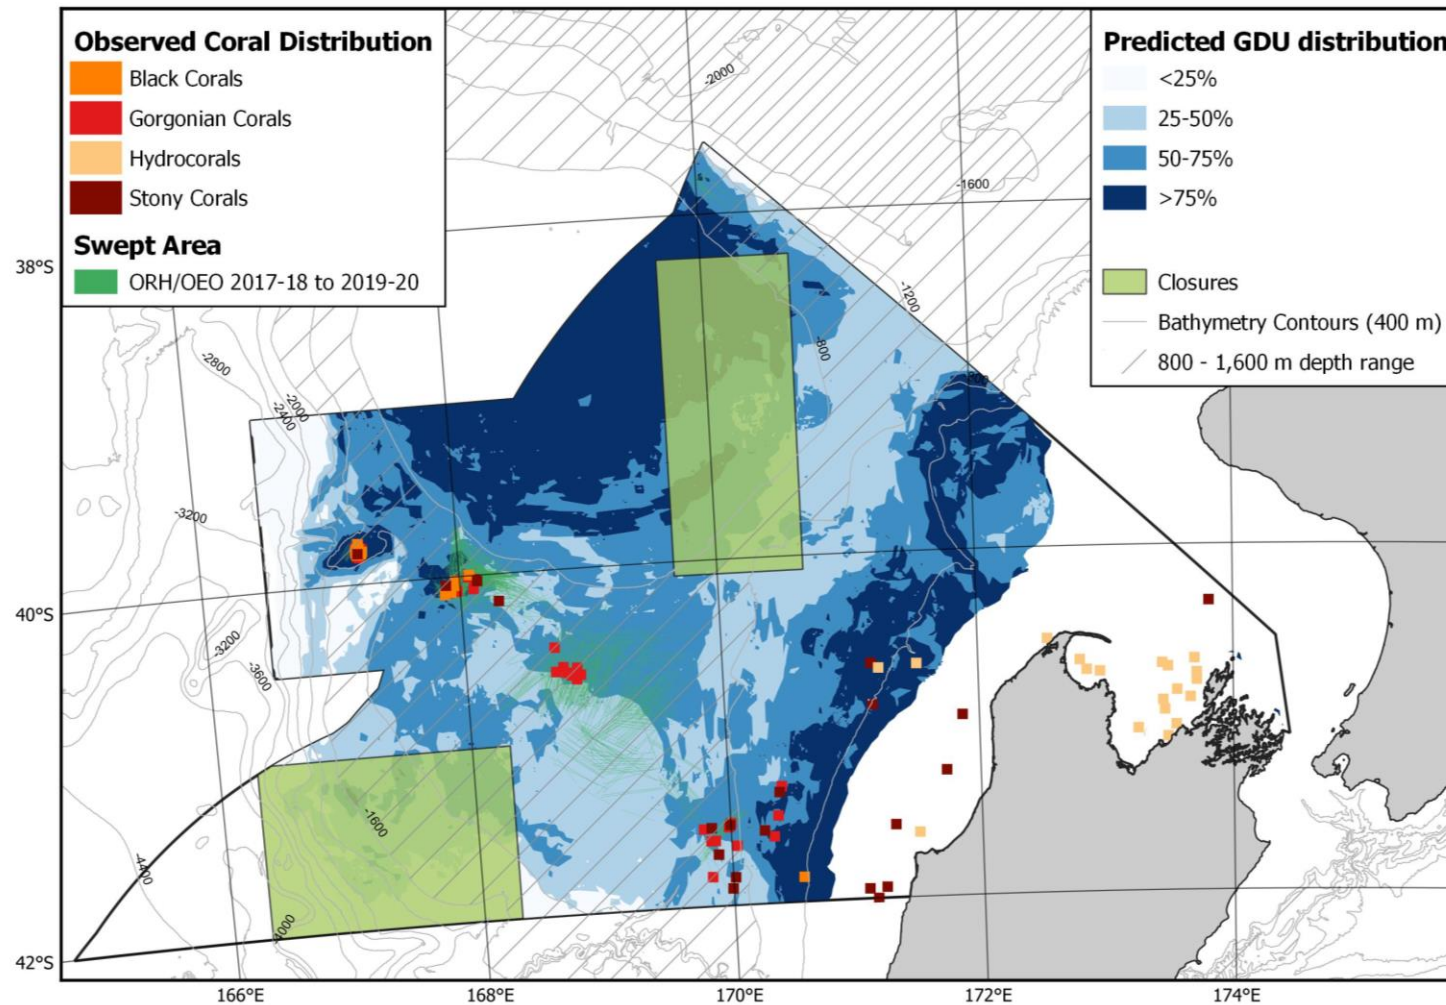 Observed Coral Distribution
Black Corals
Gorgonian Corals
Hydrocorals
Stony Corals
Swept Area
ORH/OEO 2017-18 to 2019-20
Predicted GDU distribution
<25%
25-50%
50-75%
>75%
Closures
Bathymetry Contours (400 m)
800 - 1,600 m depth range
-2000
-1600
38°S
-1200
-800
-2800
-2000
-2400
-3200
40°S
-3200
-3600
-1600
-4400
-4000
42°S
166°E
168°E
170°E
172°E
174°E